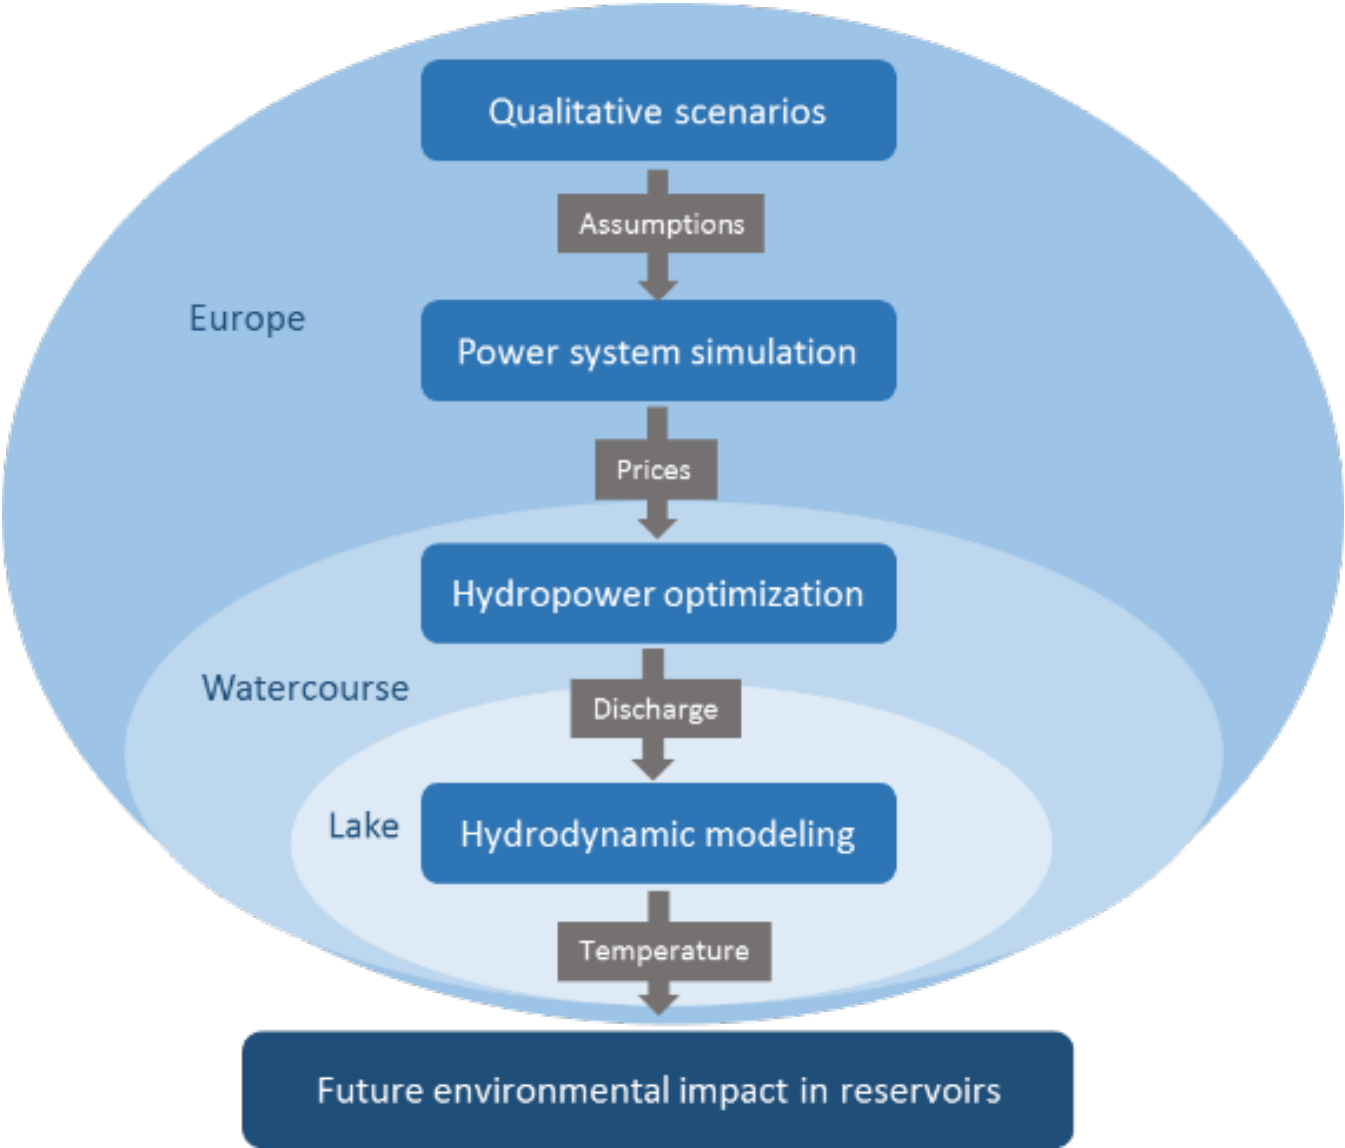 Qualitative scenarios
Assumptions
Europe
Power system simulation
Prices
Hydropower optimization
Watercourse
Discharge
Lake
Hydrodynamic modeling
Temperature
Future environmental impact in reservoirs